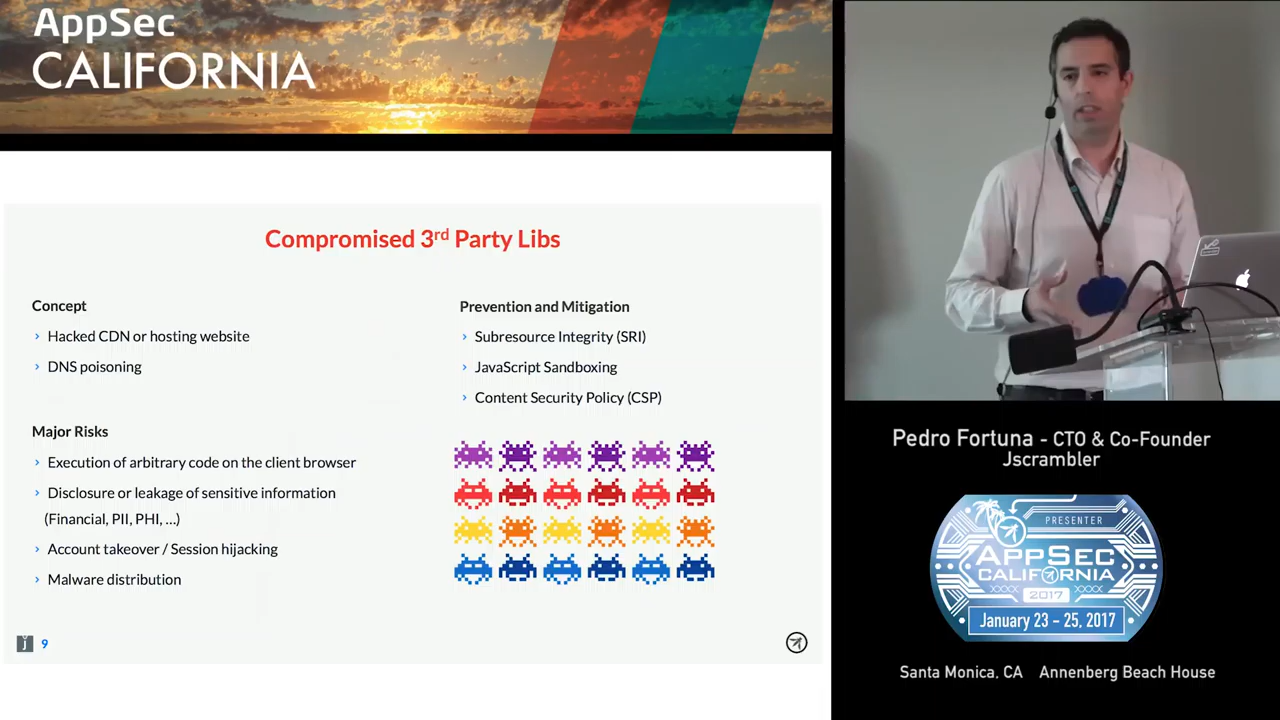 AppSec
CALIFORNIA
Compromised 3rd Party Libs
Concept
› Hacked CDN or hosting website
› DNS poisoning
Major Risks
› Execution of arbitrary code on the client browser
› Disclosure or leakage of sensitive information
(Financial, PII, PHI, ...)
› Account takeover / Session hijacking
› Malware distribution
Prevention and Mitigation
› Subresource Integrity (SRI)
› JavaScript Sandboxing
› Content Security Policy (CSP)
j 9
Pedro Fortuna - CTO & Co-Founder
Jscrambler
PRESENTER
APPSEC
CALIFORNIA
2017
January 23 - 25, 2017
Santa Monica, CA Annenberg Beach House